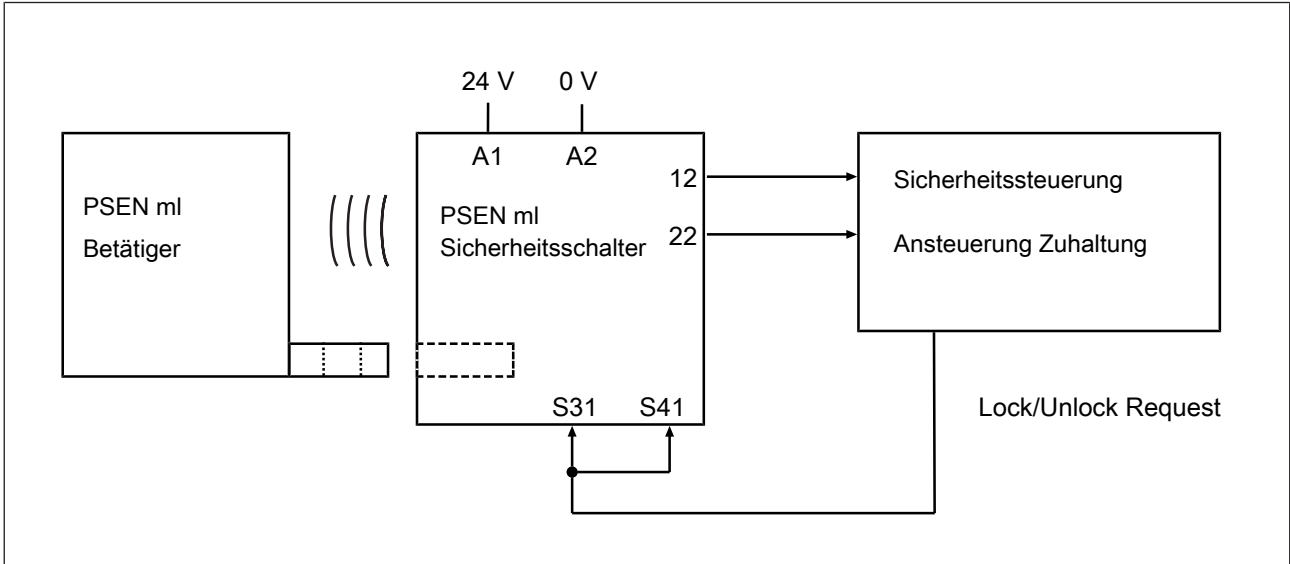 24 V
0 V
A1
A2
PSEN ml
Betätiger
PSEN ml
Sicherheitsschalter
12
22
Sicherheitssteuerung
Ansteuerung Zuhaltung
S31
S41
Lock/Unlock Request